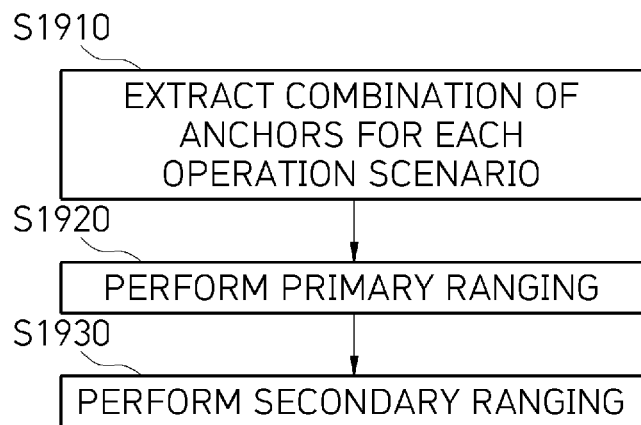 S1910
EXTRACT COMBINATION OF
ANCHORS FOR EACH
OPERATION SCENARIO
S1920
PERFORM PRIMARY RANGING
S1930
PERFORM SECONDARY RANGING